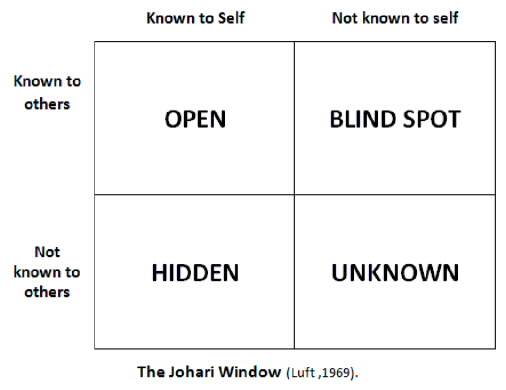 Known to Self
Not known to self
Known to
others
OPEN
BLIND SPOT
Not
known to
others
HIDDEN
UNKNOWN
The Johari Window (Luft ,1969).